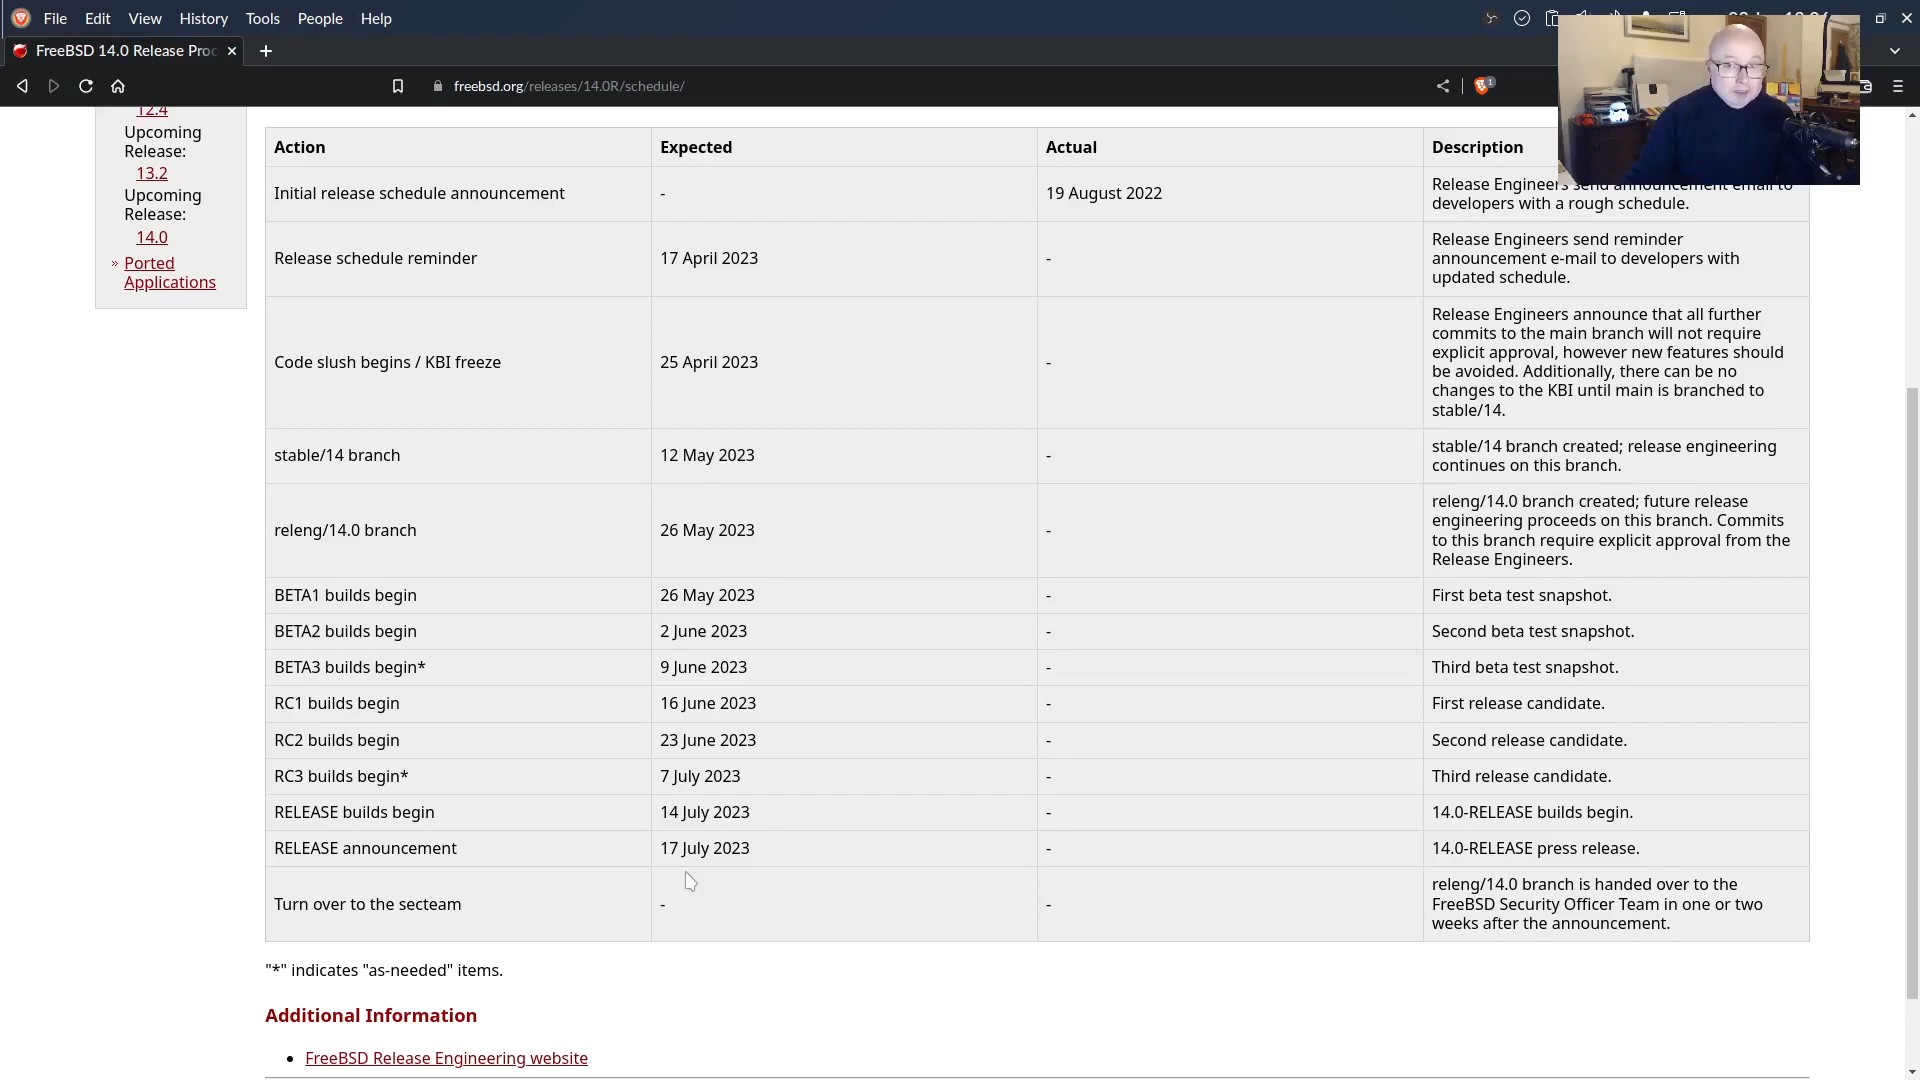 File Edit View History Tools People Help
FreeBSD 14.0 Release Proc
freebsd.org/releases/14.0R/schedule/
1
12.4
Upcoming
Release:
13.2
Upcoming
Release:
14.0
» Ported
Applications
Action Expected Actual Description
Initial release schedule announcement - 19 August 2022 Release Engineers send announcement email to
developers with a rough schedule.
Release schedule reminder 17 April 2023 - Release Engineers send reminder
announcement e-mail to developers with
updated schedule.
Code slush begins / KBI freeze 25 April 2023 - Release Engineers announce that all further
commits to the main branch will not require
explicit approval, however new features should
be avoided. Additionally, there can be no
changes to the KBI until main is branched to
stable/14.
stable/14 branch 12 May 2023 - stable/14 branch created; release engineering
continues on this branch.
releng/14.0 branch 26 May 2023 - releng/14.0 branch created; future release
engineering proceeds on this branch. Commits
to this branch require explicit approval from the
Release Engineers.
BETA1 builds begin 26 May 2023 - First beta test snapshot.
BETA2 builds begin 2 June 2023 - Second beta test snapshot.
BETA3 builds begin* 9 June 2023 - Third beta test snapshot.
RC1 builds begin 16 June 2023 - First release candidate.
RC2 builds begin 23 June 2023 - Second release candidate.
RC3 builds begin* 7 July 2023 - Third release candidate.
RELEASE builds begin 14 July 2023 - 14.0-RELEASE builds begin.
RELEASE announcement 17 July 2023 - 14.0-RELEASE press release.
Turn over to the secteam - - releng/14.0 branch is handed over to the
FreeBSD Security Officer Team in one or two
weeks after the announcement.
"*" indicates "as-needed" items.
Additional Information
• FreeBSD Release Engineering website